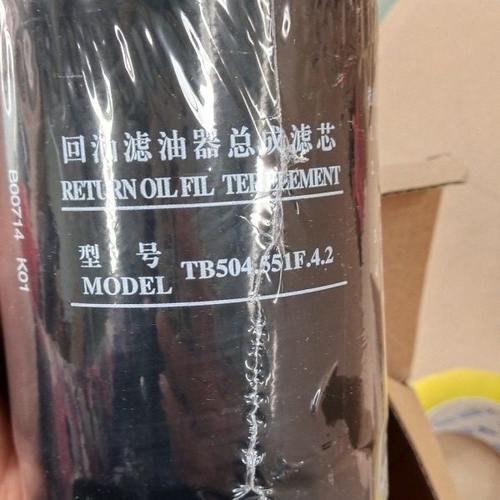 回油滤油器总成滤芯
RETURN OIL FIL TER ELEMENT
型 号
MODEL TB504.551F.4.2
B00714 K01